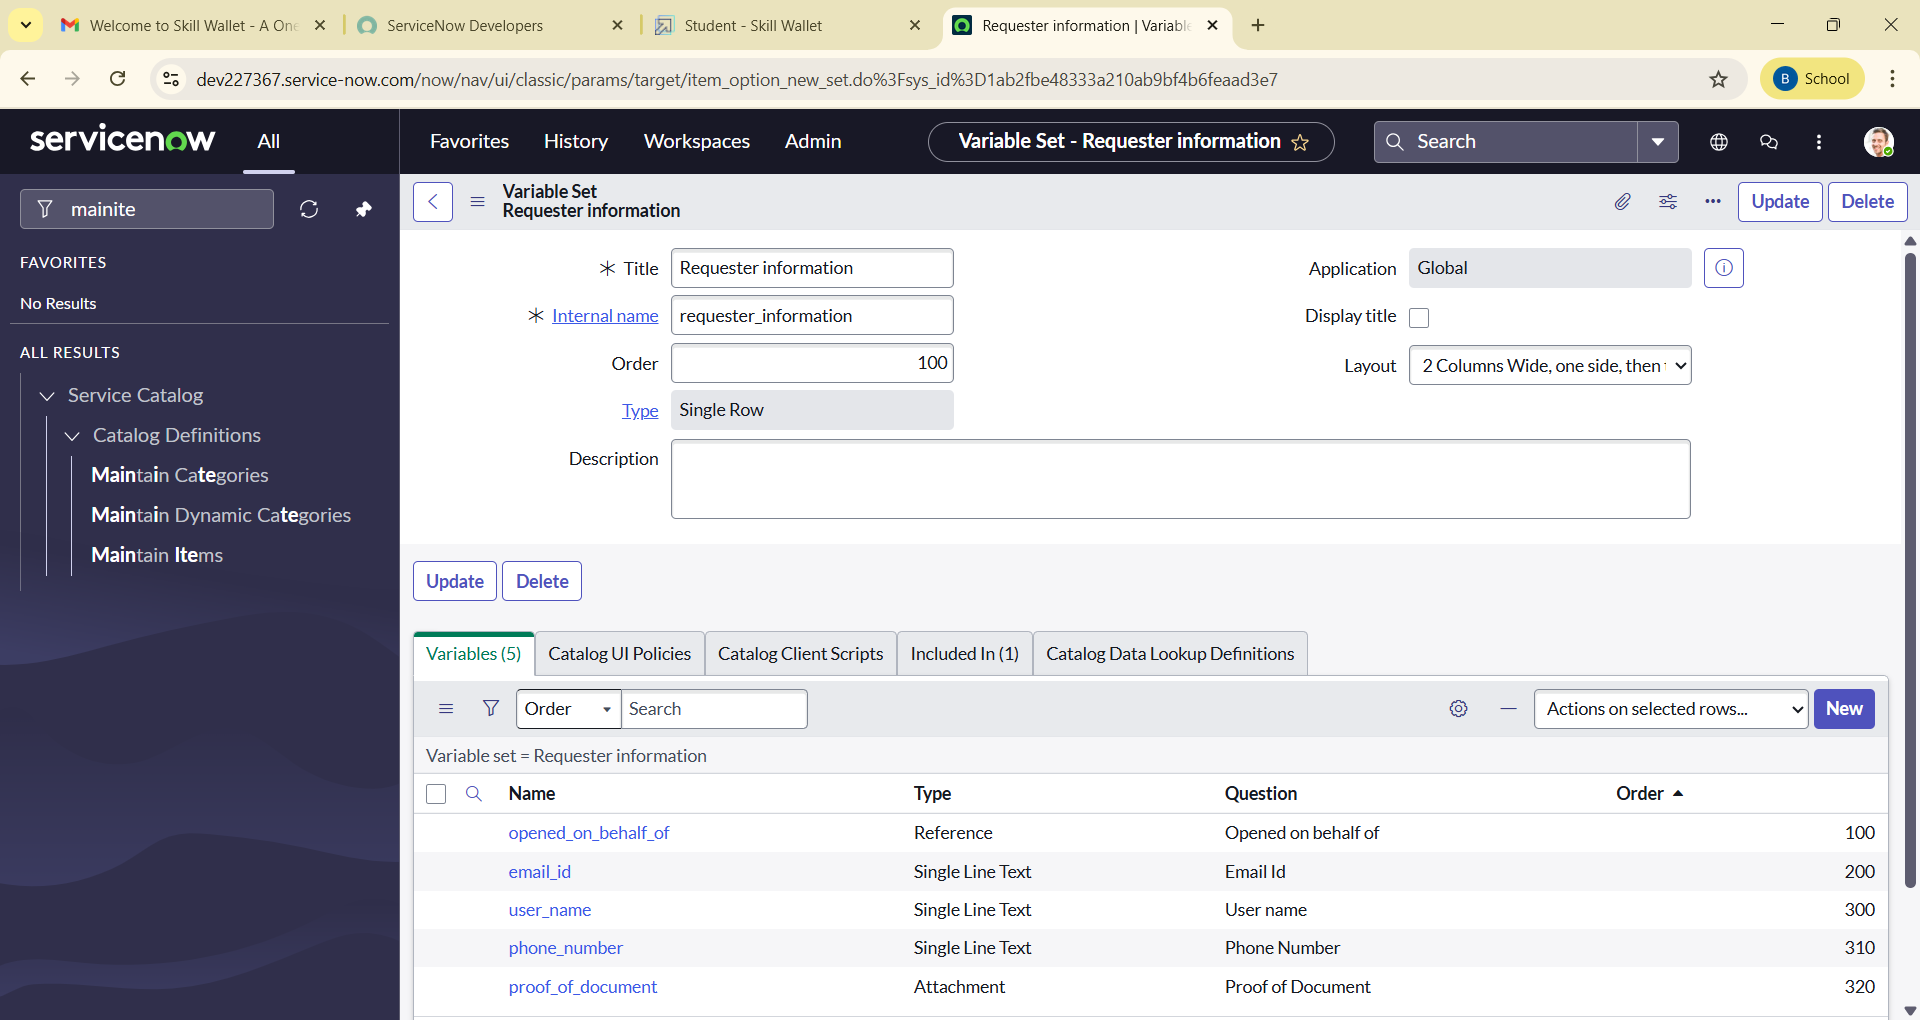 Welcome to Skill Wallet - A One
ServiceNow Developers
Student - Skill Wallet
Requester information | Variable
dev227367.service-now.com/now/nav/ui/classic/params/target/item_option_new_set.do%3Fsys_id%3D1ab2fbe48333a210ab9bf4b6feaad3e7
B School
servicenow
All
Favorites
History
Workspaces
Admin
Variable Set - Requester information
Search
mainite
FAVORITES
No Results
ALL RESULTS
Service Catalog
Catalog Definitions
Maintain Categories
Maintain Dynamic Categories
Maintain Items
Variable Set
Requester information
Update
Delete
Title Requester information
Internal name requester_information
Order 100
Type Single Row
Description
Application Global
Display title
Layout 2 Columns Wide, one side, then
Update
Delete
Variables (5)
Catalog UI Policies
Catalog Client Scripts
Included In (1)
Catalog Data Lookup Definitions
Order
Search
Actions on selected rows...
New
Variable set = Requester information
Name Type Question Order
opened_on_behalf_of Reference Opened on behalf of 100
email_id Single Line Text Email Id 200
user_name Single Line Text User name 300
phone_number Single Line Text Phone Number 310
proof_of_document Attachment Proof of Document 320